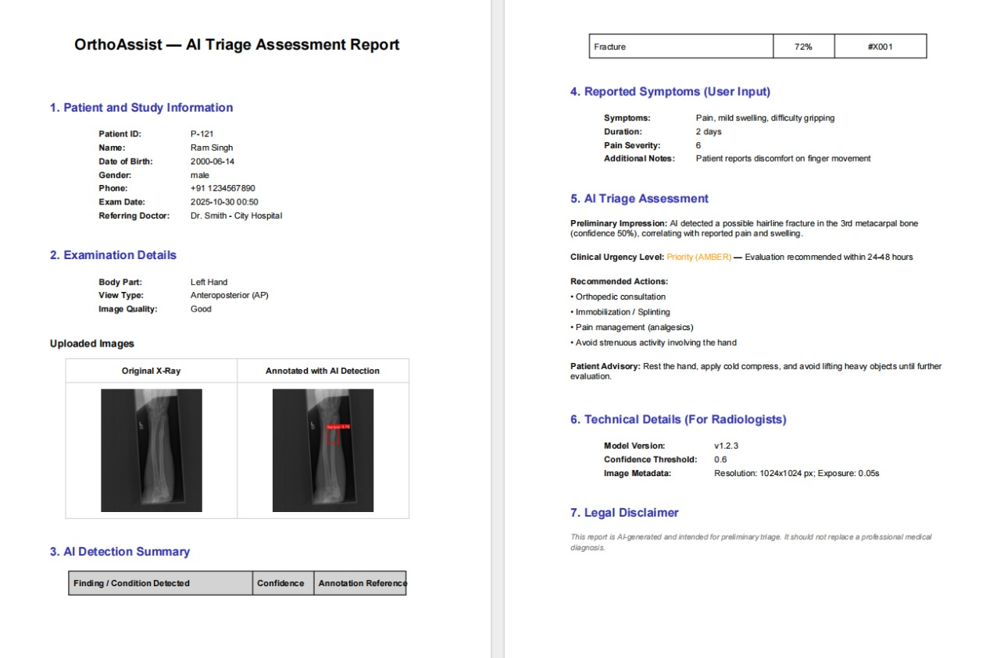 OrthoAssist — AI Triage Assessment Report
1. Patient and Study Information
Patient ID: P-121
Name: Ram Singh
Date of Birth: 2000-06-14
Gender: male
Phone: +91 1234567890
Exam Date: 2025-10-30 00:50
Referring Doctor: Dr. Smith - City Hospital
2. Examination Details
Body Part: Left Hand
View Type: Anteroposterior (AP)
Image Quality: Good
Uploaded Images
Original X-Ray Annotated with AI Detection
3. AI Detection Summary
Finding / Condition Detected Confidence Annotation Reference
Fracture 72% #X001
4. Reported Symptoms (User Input)
Symptoms: Pain, mild swelling, difficulty gripping
Duration: 2 days
Pain Severity: 6
Additional Notes: Patient reports discomfort on finger movement
5. AI Triage Assessment
Preliminary Impression: AI detected a possible hairline fracture in the 3rd metacarpal bone
(confidence 50%), correlating with reported pain and swelling.
Clinical Urgency Level: Priority (AMBER) — Evaluation recommended within 24-48 hours
Recommended Actions:
• Orthopedic consultation
• Immobilization / Splinting
• Pain management (analgesics)
• Avoid strenuous activity involving the hand
Patient Advisory: Rest the hand, apply cold compress, and avoid lifting heavy objects until further
evaluation.
6. Technical Details (For Radiologists)
Model Version: v1.2.3
Confidence Threshold: 0.6
Image Metadata: Resolution: 1024x1024 px; Exposure: 0.05s
7. Legal Disclaimer
This report is AI-generated and intended for preliminary triage. It should not replace a professional medical
diagnosis.